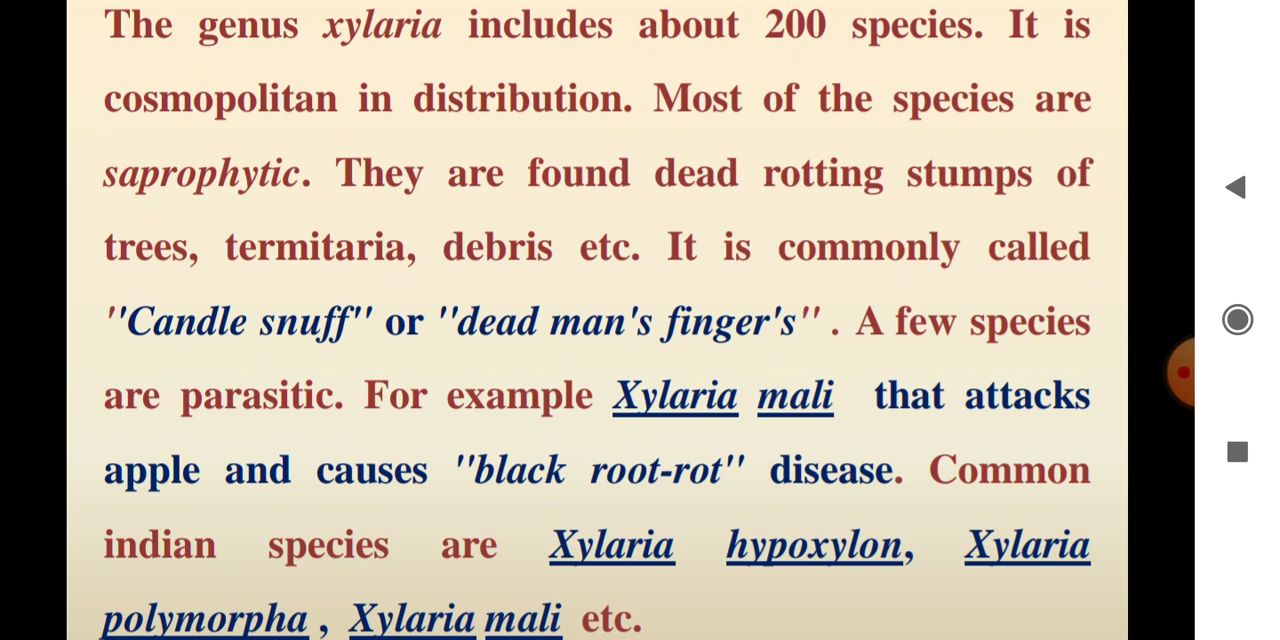 The genus xylaria includes about 200 species. It is
cosmopolitan in distribution. Most of the species are
saprophytic. They are found dead rotting stumps of
trees, termitaria, debris etc. It is commonly called
"Candle snuff" or "dead man's finger's" . A few species
are parasitic. For example Xylaria mali that attacks
apple and causes "black root-rot" disease. Common
indian species are Xylaria hypoxylon, Xylaria
polymorpha , Xylaria mali etc.